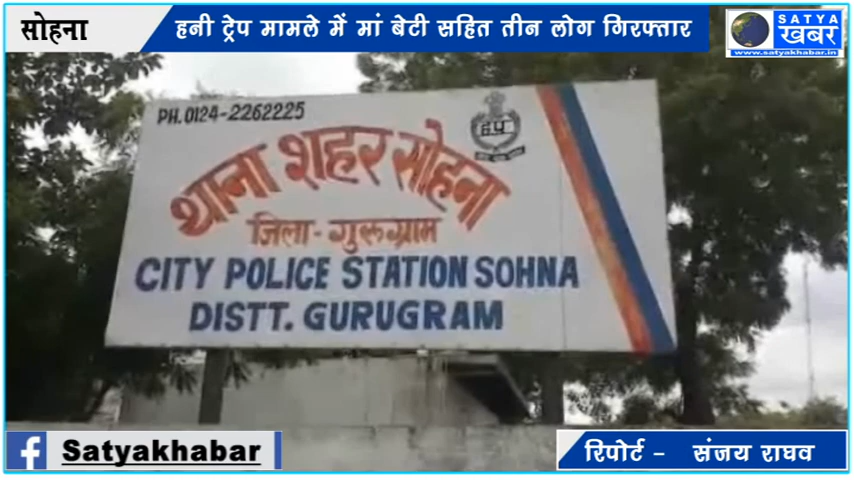 सोहना
हनी ट्रेप मामले में मां बेटी सहित तीन लोग गिरफ्तार
SATYA
खबर
www.satyakhabar.in
PH.0124-2262225
थाना शहर सोहना
जिला-गुरूग्राम
CITY POLICE STATION SOHNA
DISTT. GURUGRAM
f Satyakhabar
रिपोर्ट - संजय राघव